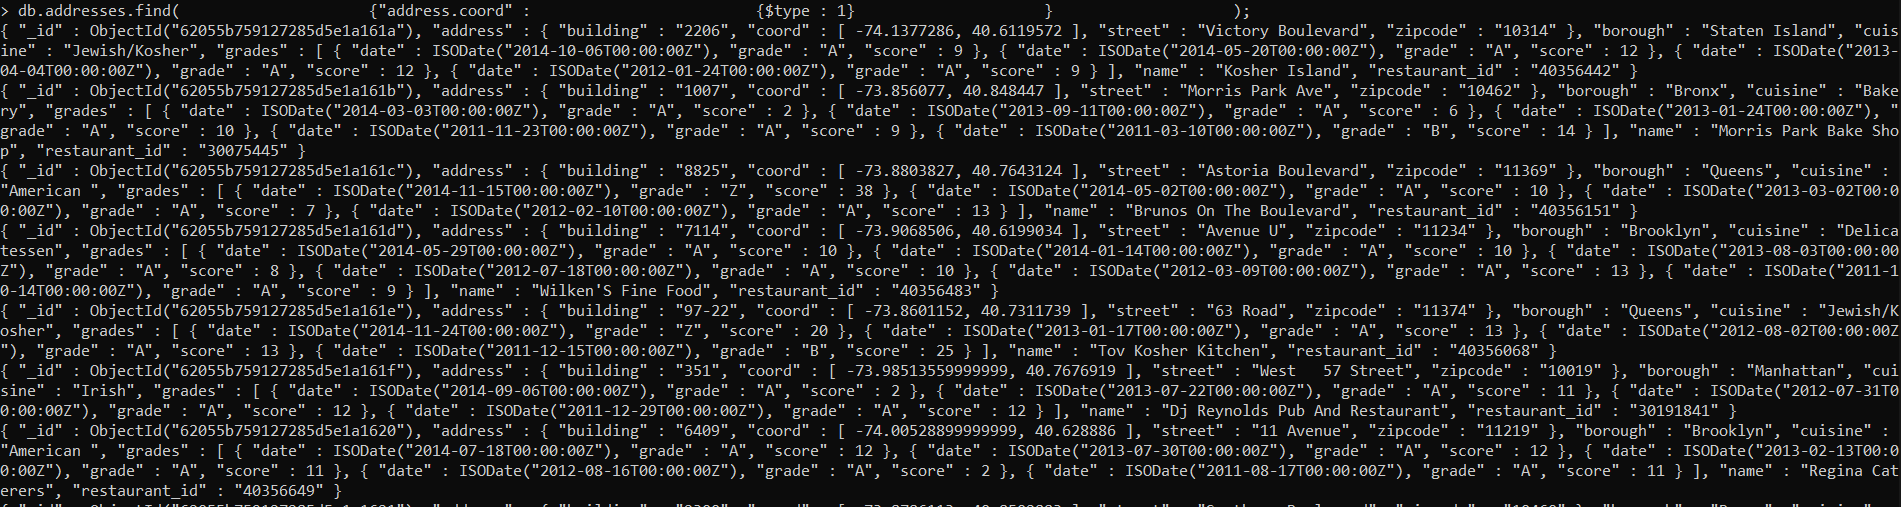 > db.addresses.find( {"address.coord" : {$type : 1} } );
{ "_id" : ObjectId("62055b759127285d5e1a161a"), "address" : { "building" : "2206", "coord" : [ -74.1377286, 40.6119572 ], "street" : "Victory Boulevard", "zipcode" : "10314" }, "borough" : "Staten Island", "cuis
ine" : "Jewish/Kosher", "grades" : [ { "date" : ISODate("2014-10-06T00:00:00Z"), "grade" : "A", "score" : 9 }, { "date" : ISODate("2014-05-20T00:00:00Z"), "grade" : "A", "score" : 12 }, { "date" : ISODate("2013-
04-04T00:00:00Z"), "grade" : "A", "score" : 12 }, { "date" : ISODate("2012-01-24T00:00:00Z"), "grade" : "A", "score" : 9 } ], "name" : "Kosher Island", "restaurant_id" : "40356442" }
{ "_id" : ObjectId("62055b759127285d5e1a161b"), "address" : { "building" : "1007", "coord" : [ -73.856077, 40.848447 ], "street" : "Morris Park Ave", "zipcode" : "10462" }, "borough" : "Bronx", "cuisine" : "Bake
ry", "grades" : [ { "date" : ISODate("2014-03-03T00:00:00Z"), "grade" : "A", "score" : 2 }, { "date" : ISODate("2013-09-11T00:00:00Z"), "grade" : "A", "score" : 6 }, { "date" : ISODate("2013-01-24T00:00:00Z"),
"grade" : "A", "score" : 10 }, { "date" : ISODate("2011-11-23T00:00:00Z"), "grade" : "A", "score" : 9 }, { "date" : ISODate("2011-03-10T00:00:00Z"), "grade" : "B", "score" : 14 } ], "name" : "Morris Park Bake Sho
p", "restaurant_id" : "30075445" }
{ "_id" : ObjectId("62055b759127285d5e1a161c"), "address" : { "building" : "8825", "coord" : [ -73.8803827, 40.7643124 ], "street" : "Astoria Boulevard", "zipcode" : "11369" }, "borough" : "Queens", "cuisine" :
"American ", "grades" : [ { "date" : ISODate("2014-11-15T00:00:00Z"), "grade" : "Z", "score" : 38 }, { "date" : ISODate("2014-05-02T00:00:00Z"), "grade" : "A", "score" : 10 }, { "date" : ISODate("2013-03-02T00:0
0:00Z"), "grade" : "A", "score" : 7 }, { "date" : ISODate("2012-02-10T00:00:00Z"), "grade" : "A", "score" : 13 } ], "name" : "Brunos On The Boulevard", "restaurant_id" : "40356151" }
{ "_id" : ObjectId("62055b759127285d5e1a161d"), "address" : { "building" : "7114", "coord" : [ -73.9068506, 40.6199034 ], "street" : "Avenue U", "zipcode" : "11234" }, "borough" : "Brooklyn", "cuisine" : "Delica
tessen", "grades" : [ { "date" : ISODate("2014-05-29T00:00:00Z"), "grade" : "A", "score" : 10 }, { "date" : ISODate("2014-01-14T00:00:00Z"), "grade" : "A", "score" : 10 }, { "date" : ISODate("2013-08-03T00:00:00
Z"), "grade" : "A", "score" : 8 }, { "date" : ISODate("2012-07-18T00:00:00Z"), "grade" : "A", "score" : 10 }, { "date" : ISODate("2012-03-09T00:00:00Z"), "grade" : "A", "score" : 13 }, { "date" : ISODate("2011-1
0-14T00:00:00Z"), "grade" : "A", "score" : 9 } ], "name" : "Wilken'S Fine Food", "restaurant_id" : "40356483" }
{ "_id" : ObjectId("62055b759127285d5e1a161e"), "address" : { "building" : "97-22", "coord" : [ -73.8601152, 40.7311739 ], "street" : "63 Road", "zipcode" : "11374" }, "borough" : "Queens", "cuisine" : "Jewish/K
osher", "grades" : [ { "date" : ISODate("2014-11-24T00:00:00Z"), "grade" : "Z", "score" : 20 }, { "date" : ISODate("2013-01-17T00:00:00Z"), "grade" : "A", "score" : 13 }, { "date" : ISODate("2012-08-02T00:00:00Z
"), "grade" : "A", "score" : 13 }, { "date" : ISODate("2011-12-15T00:00:00Z"), "grade" : "B", "score" : 25 } ], "name" : "Tov Kosher Kitchen", "restaurant_id" : "40356068" }
{ "_id" : ObjectId("62055b759127285d5e1a161f"), "address" : { "building" : "351", "coord" : [ -73.98513559999999, 40.7676919 ], "street" : "West   57 Street", "zipcode" : "10019" }, "borough" : "Manhattan", "cui
sine" : "Irish", "grades" : [ { "date" : ISODate("2014-09-06T00:00:00Z"), "grade" : "A", "score" : 2 }, { "date" : ISODate("2013-07-22T00:00:00Z"), "grade" : "A", "score" : 11 }, { "date" : ISODate("2012-07-31T0
0:00:00Z"), "grade" : "A", "score" : 12 }, { "date" : ISODate("2011-12-29T00:00:00Z"), "grade" : "A", "score" : 12 } ], "name" : "Dj Reynolds Pub And Restaurant", "restaurant_id" : "30191841" }
{ "_id" : ObjectId("62055b759127285d5e1a1620"), "address" : { "building" : "6409", "coord" : [ -74.00528899999999, 40.628886 ], "street" : "11 Avenue", "zipcode" : "11219" }, "borough" : "Brooklyn", "cuisine" :
"American ", "grades" : [ { "date" : ISODate("2014-07-18T00:00:00Z"), "grade" : "A", "score" : 12 }, { "date" : ISODate("2013-07-30T00:00:00Z"), "grade" : "A", "score" : 12 }, { "date" : ISODate("2013-02-13T00:0
0:00Z"), "grade" : "A", "score" : 11 }, { "date" : ISODate("2012-08-16T00:00:00Z"), "grade" : "A", "score" : 2 }, { "date" : ISODate("2011-08-17T00:00:00Z"), "grade" : "A", "score" : 11 } ], "name" : "Regina Cat
erers", "restaurant_id" : "40356649" }